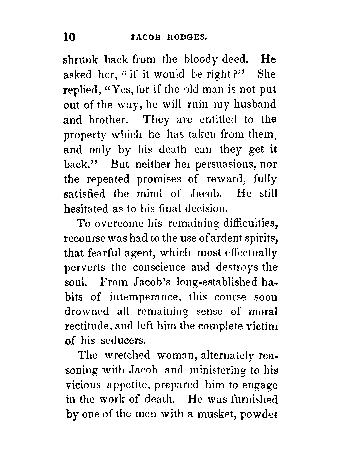 10 JACOB HODGES.
shrunk back from the bloody deed. He
asked her, "if it would be right?" She
replied, "Yes, for if the old man is not put
out of the way, he will ruin my husband
and brother. They are entitled to the
property which he has taken from them,
and only by his death can they get it
back." But neither her persuasions, nor
the repeated promises of reward, fully
satisfied the mind of Jacob. He still
hesitated as to his final decision.
To overcome his remaining difficulties,
recourse was had to the use of ardent spirits,
that fearful agent, which most effectually
perverts the conscience and destroys the
soul. From Jacob's long-established ha-
bits of intemperance, this course soon
drowned all remaining sense of moral
rectitude, and left him the complete victim
of his seducers.
The wretched woman, alternately rea-
soning with Jacob and ministering to his
vicious appetite, prepared him to engage
in the work of death. He was furnished
by one of the men with a musket, powder